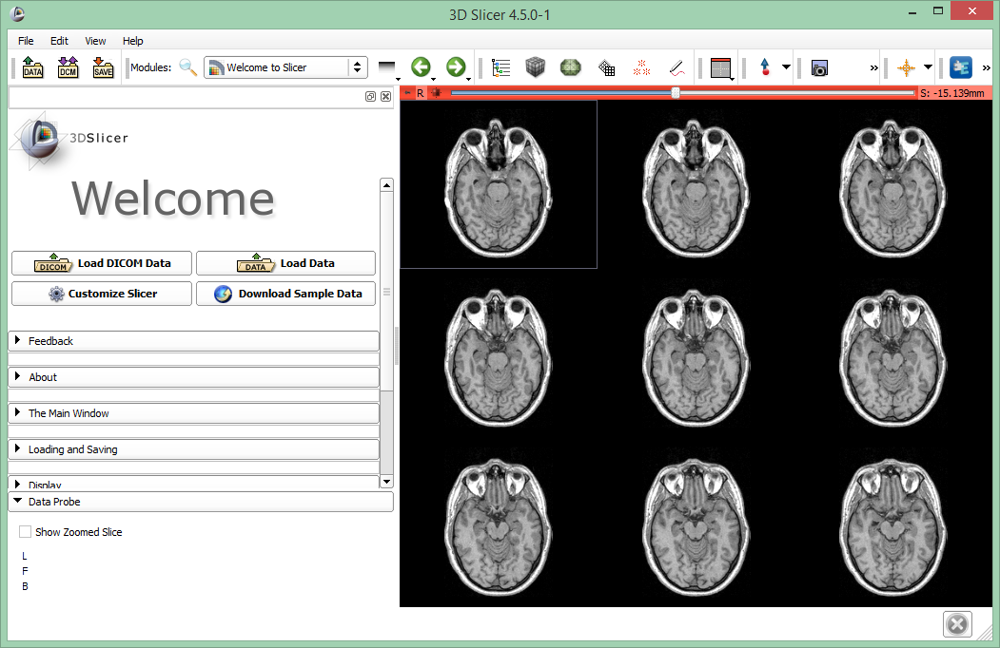 3D Slicer 4.5.0-1
File Edit View Help
DATA DCM SAVE Modules: Welcome to Slicer
R S: -15.139mm
3DSlicer
Welcome
DICOM Load DICOM Data DATA Load Data
Customize Slicer Download Sample Data
Feedback
About
The Main Window
Loading and Saving
Display
Data Probe
Show Zoomed Slice
L
F
B